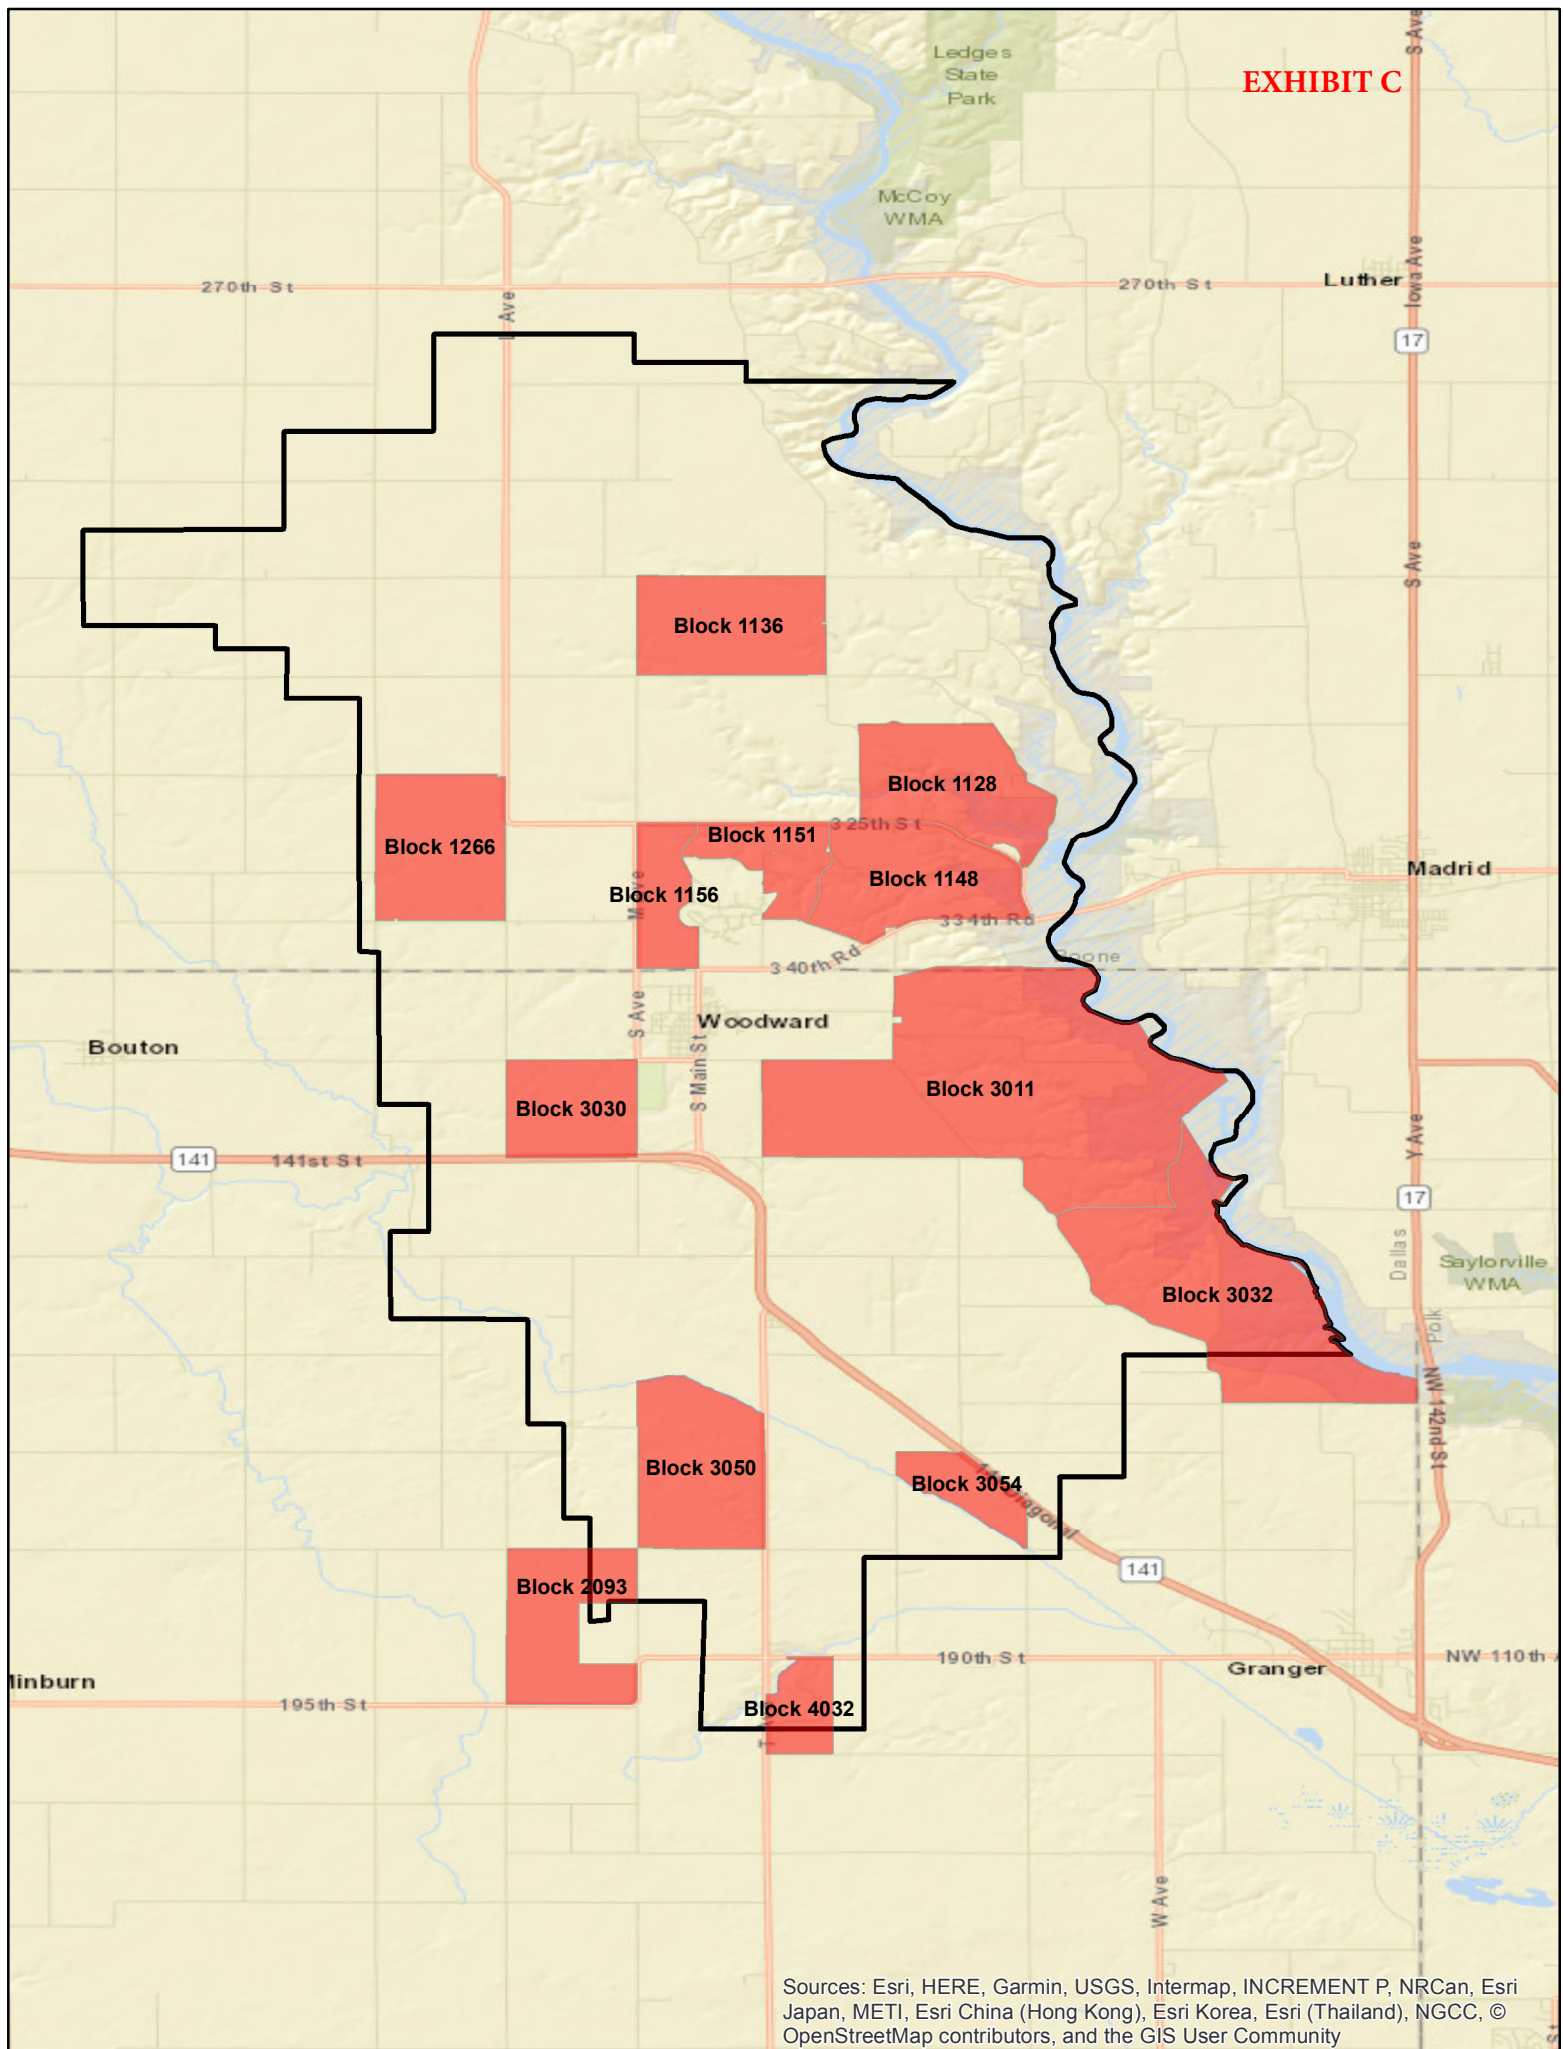 Ledges
State
Park
EXHIBIT C
S Ave
McCoy
WMA
270th St
270th St
Luther
Iowa Ave
17
S Ave
Block 1136
Block 1128
325th St
Block 1151
Block 1266
Block 1148
Block 1156
M Ave
Madrid
334th Rd
340th Rd
Boone
S Ave
Woodward
Bouton
S Main St
Block 3011
Block 3030
141
141st St
Y Ave
17
Dallas
Saylorville
WMA
Block 3032
Polk
NW 142nd St
Block 3050
Block 3054
Diagonal
141
Block 2093
190th St
Granger
NW 110th
Minburn
195th St
Block 4032
W Ave
Sources: Esri, HERE, Garmin, USGS, Intermap, INCREMENT P, NRCan, Esri
Japan, METI, Esri China (Hong Kong), Esri Korea, Esri (Thailand), NGCC, ©
OpenStreetMap contributors, and the GIS User Community